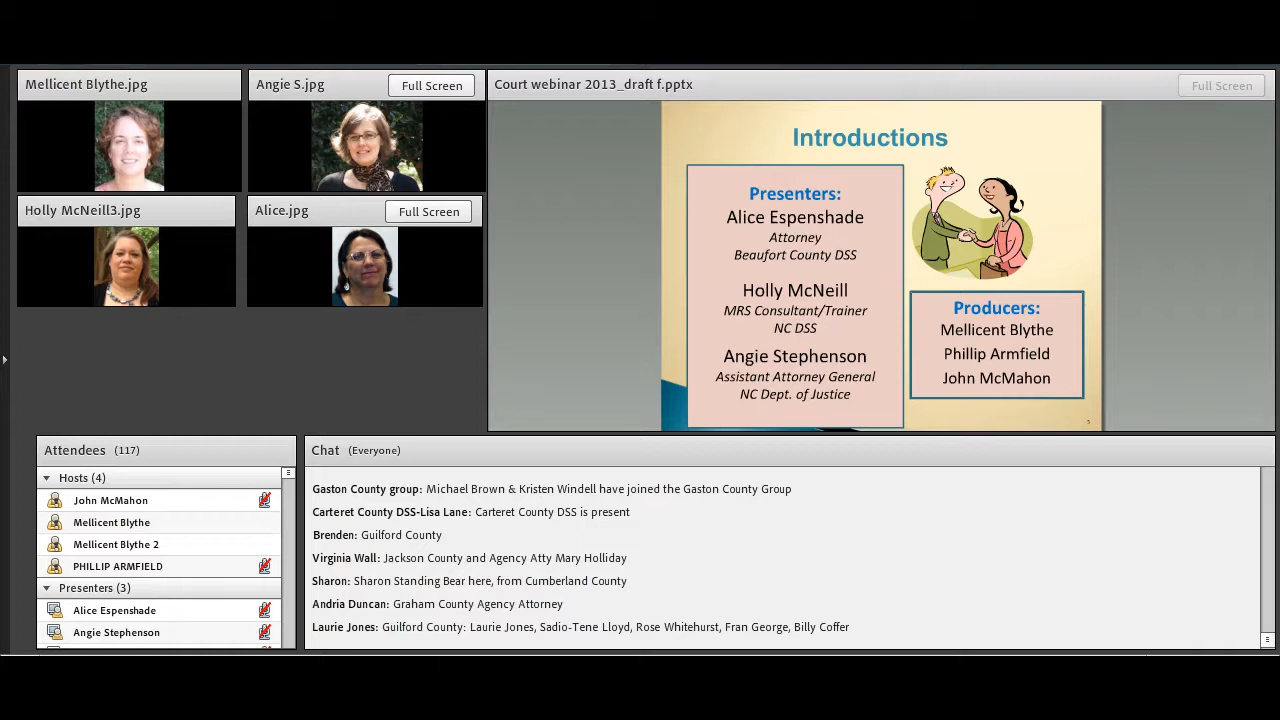 Mellicent Blythe.jpg
Angie S.jpg
Full Screen
Court webinar 2013_draft f.pptx
Full Screen
Holly McNeill3.jpg
Alice.jpg
Full Screen
Introductions
Presenters:
Alice Espenshade
Attorney
Beaufort County DSS
Holly McNeill
MRS Consultant/Trainer
NC DSS
Angie Stephenson
Assistant Attorney General
NC Dept. of Justice
Producers:
Mellicent Blythe
Phillip Armfield
John McMahon
5
Attendees (117)
Hosts (4)
John McMahon
Mellicent Blythe
Mellicent Blythe 2
PHILLIP ARMFIELD
Presenters (3)
Alice Espenshade
Angie Stephenson
Chat (Everyone)
Gaston County group: Michael Brown & Kristen Windell have joined the Gaston County Group
Carteret County DSS-Lisa Lane: Carteret County DSS is present
Brenden: Guilford County
Virginia Wall: Jackson County and Agency Atty Mary Holliday
Sharon: Sharon Standing Bear here, from Cumberland County
Andria Duncan: Graham County Agency Attorney
Laurie Jones: Guilford County: Laurie Jones, Sadio-Tene Lloyd, Rose Whitehurst, Fran George, Billy Coffer